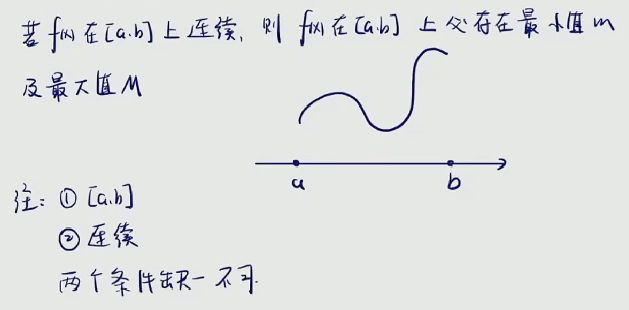 若f(x)在[a.b]上连续, 则 f(x)在[a.b] 上必存在最小值m
及最大值M
a b
注: ① [a.b]
② 连续
两个条件缺一不可.